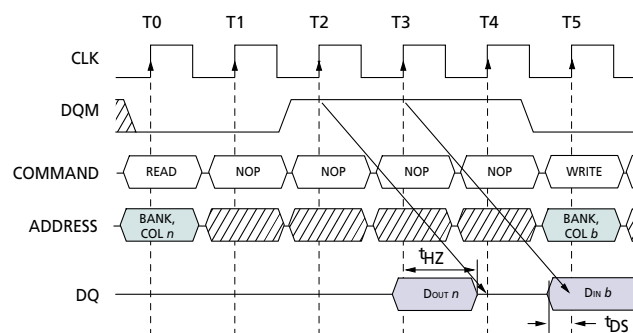 T0 T1 T2 T3 T4 T5
CLK
DQM
COMMAND READ NOP NOP NOP NOP WRITE
ADDRESS BANK, COL n BANK, COL b
tHZ
DQ DOUT n DIN b
tDS